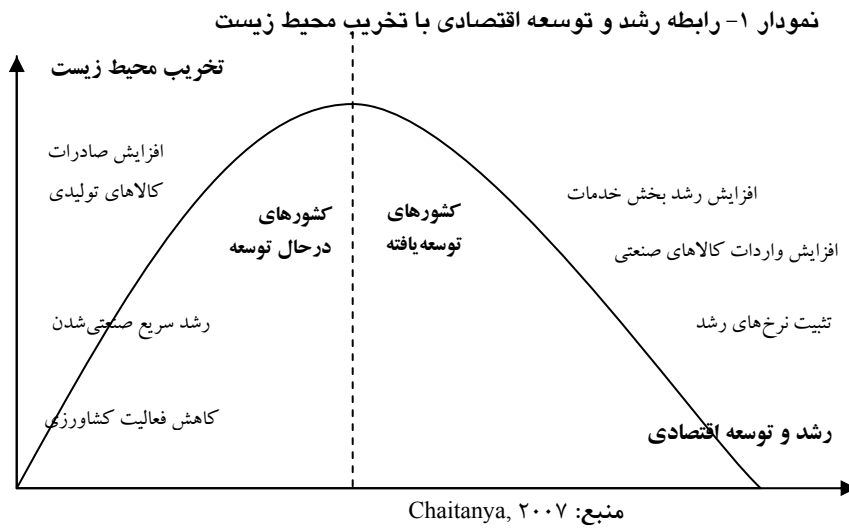 نمودار ۱- رابطه رشد و توسعه اقتصادی با تخریب محیط زیست
تخریب محیط زیست
افزایش صادرات
کالاهای تولیدی
رشد سریع صنعتی‌شدن
کاهش فعالیت کشاورزی
کشورهای
درحال توسعه
کشورهای
توسعه‌یافته
افزایش رشد بخش خدمات
افزایش واردات کالاهای صنعتی
تثبیت نرخ‌های رشد
رشد و توسعه اقتصادی
منبع: Chaitanya, ۲۰۰۷